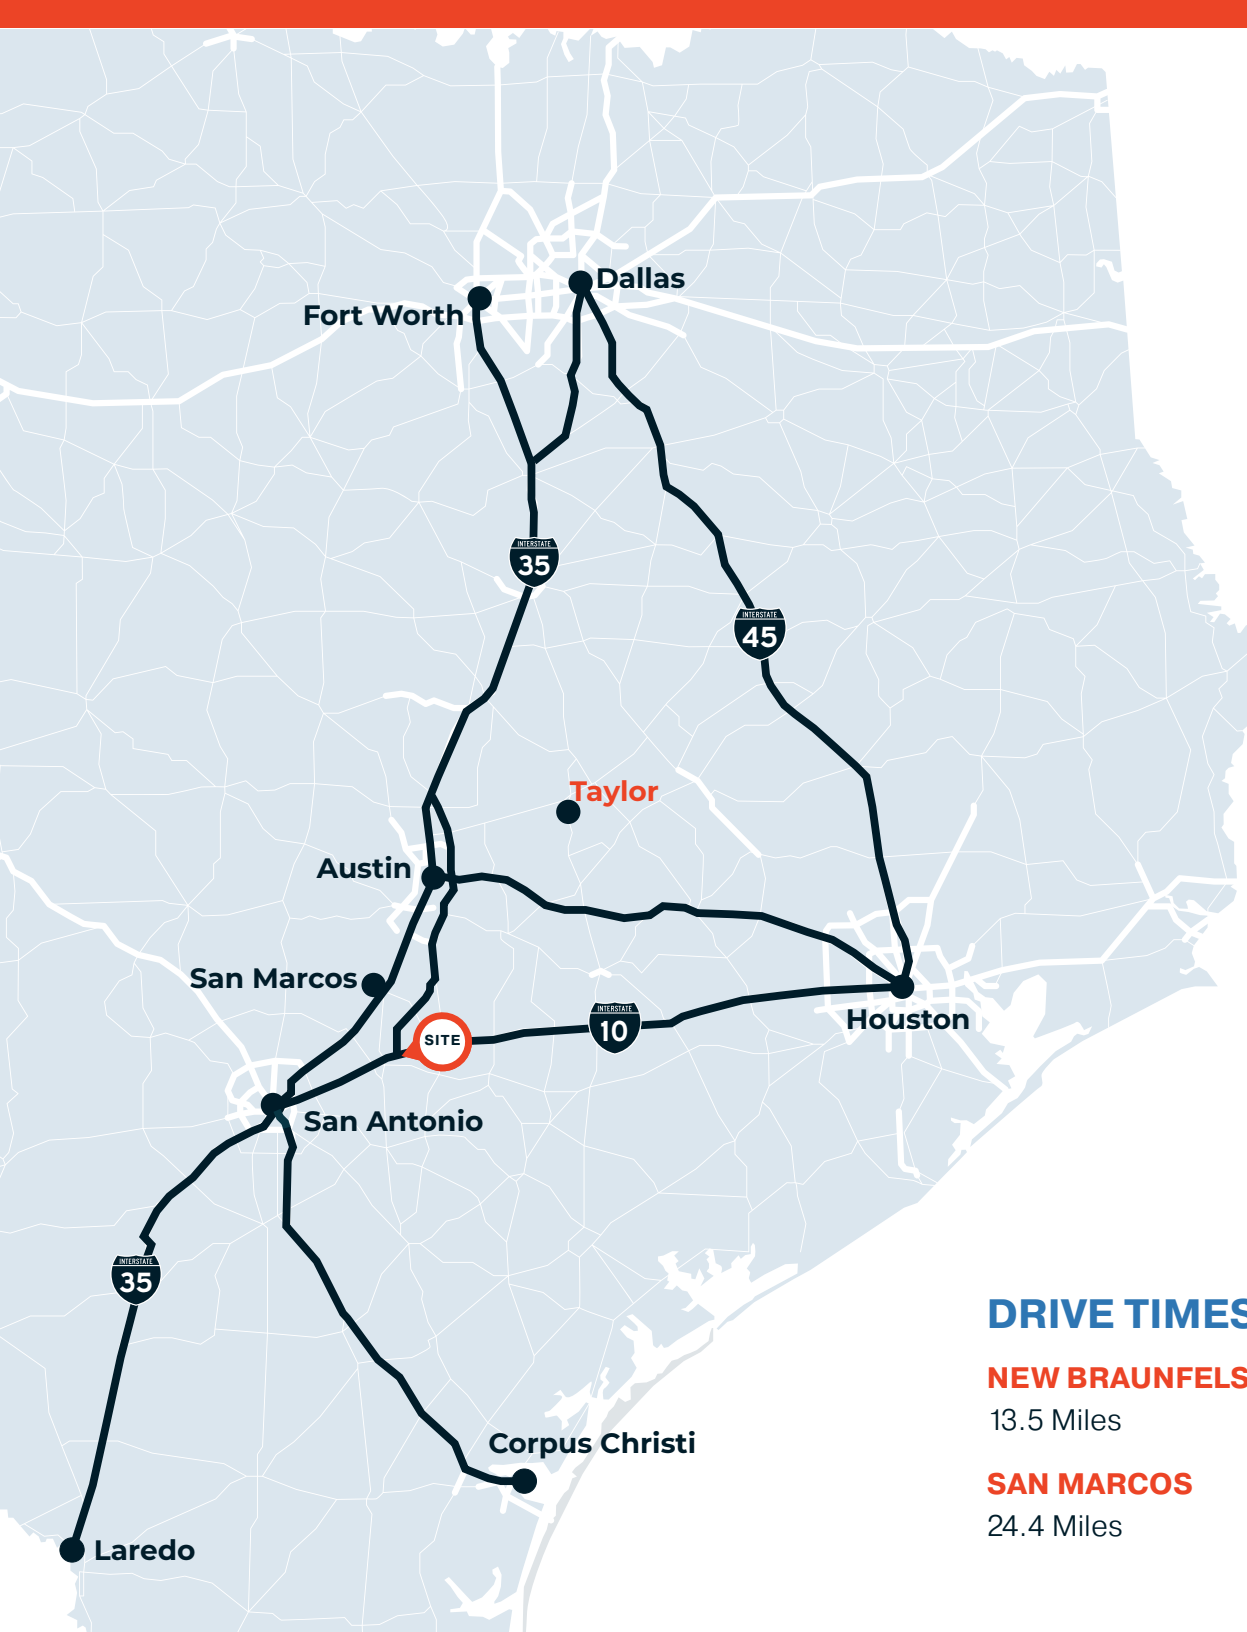 Dallas
Fort Worth
INTERSTATE
35
INTERSTATE
45
Taylor
Austin
San Marcos
INTERSTATE
10
Houston
SITE
San Antonio
INTERSTATE
35
DRIVE TIMES
NEW BRAUNFELS
13.5 Miles
Corpus Christi
SAN MARCOS
24.4 Miles
Laredo